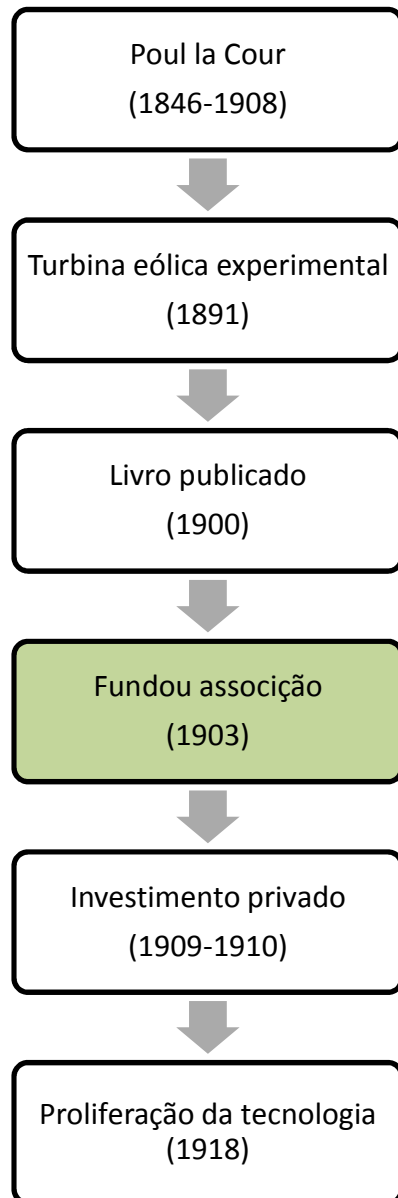 Poul la Cour
(1846-1908)
Turbina eólica experimental
(1891)
Livro publicado
(1900)
Fundou associção
(1903)
Investimento privado
(1909-1910)
Proliferação da tecnologia
(1918)